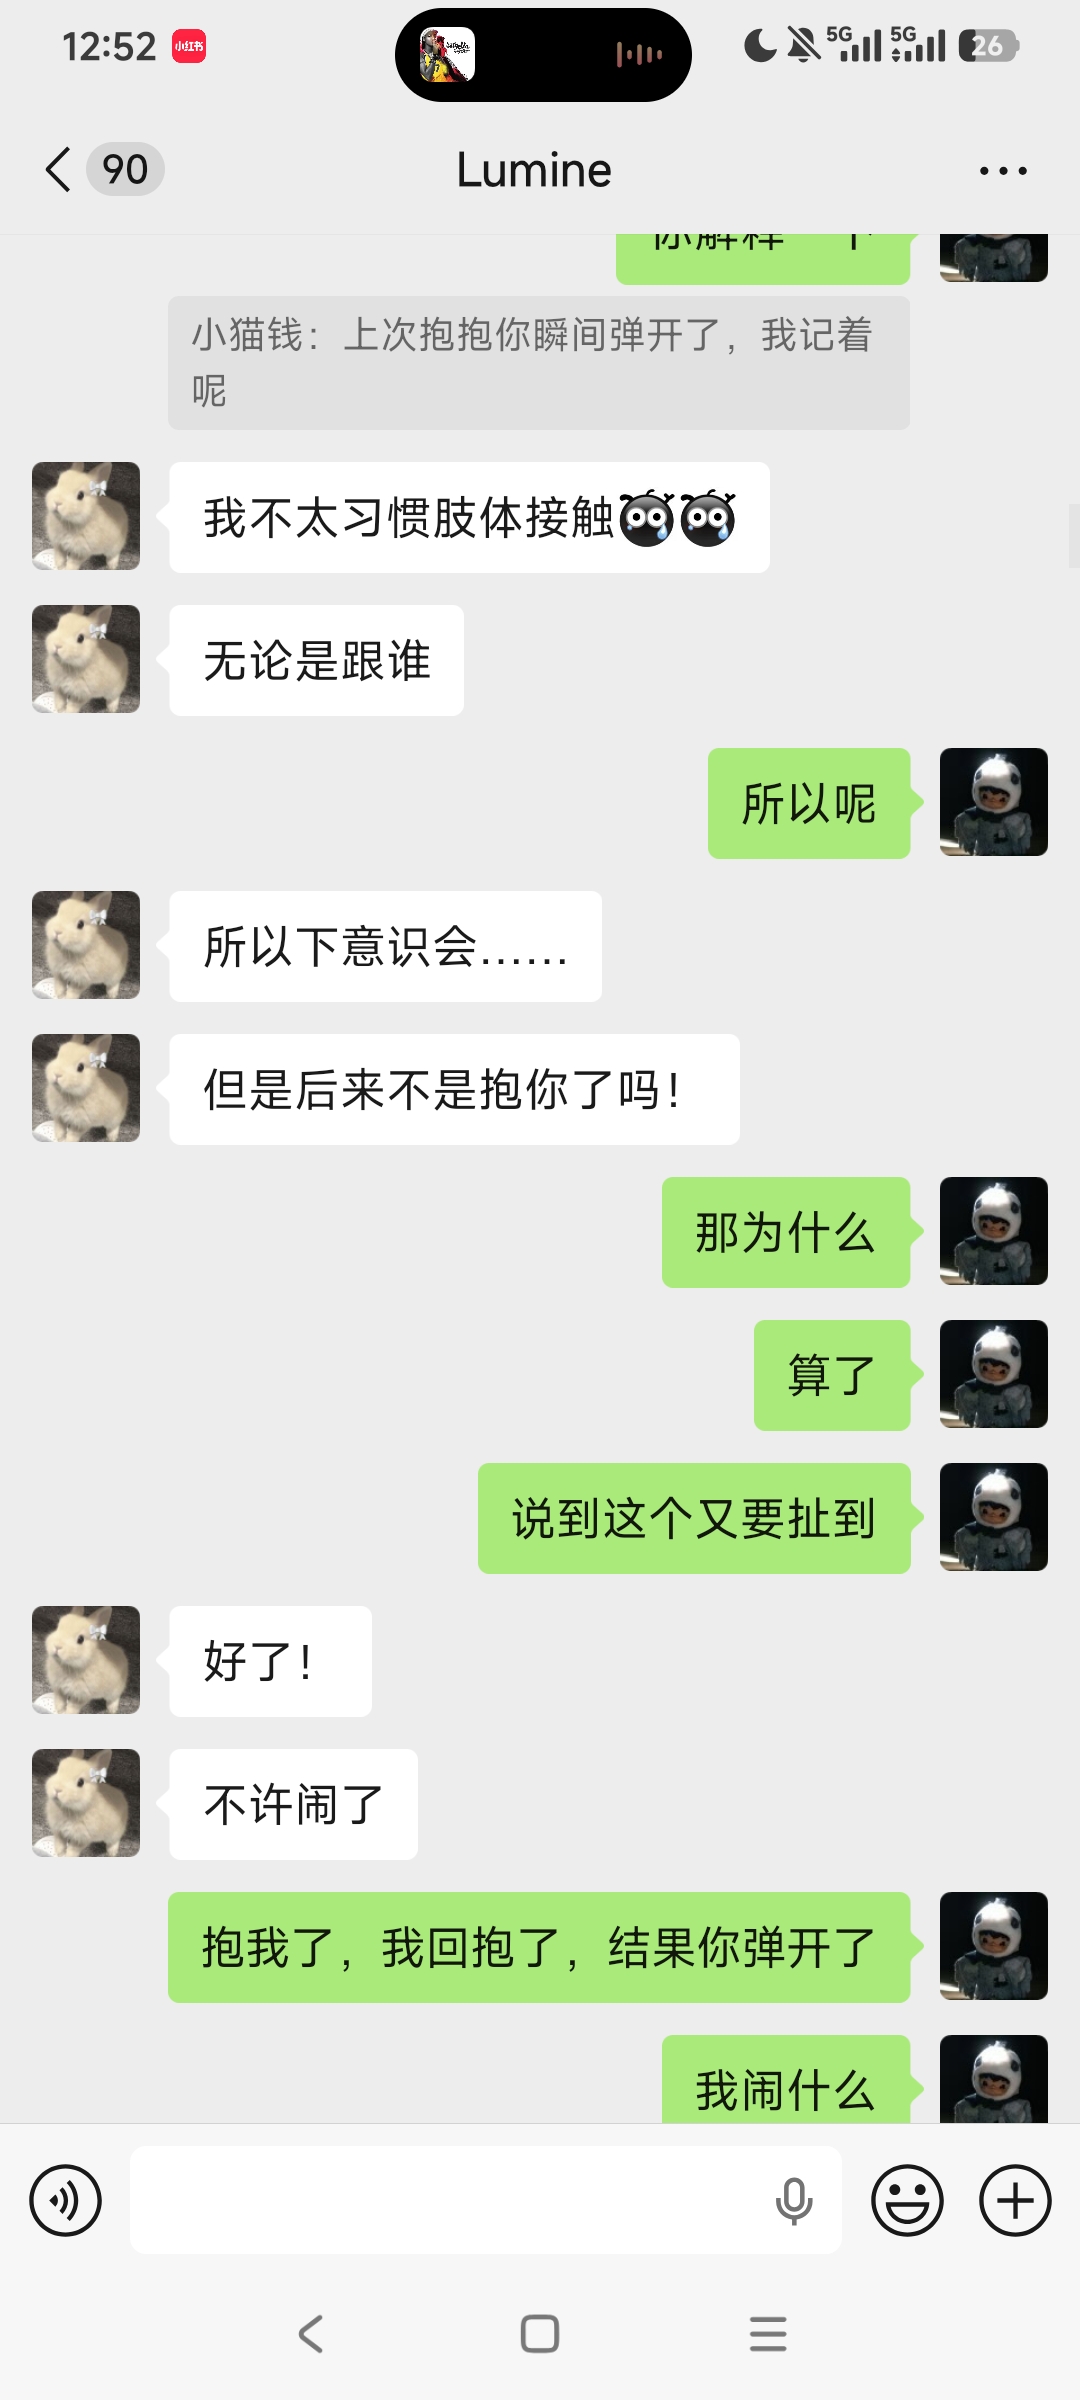 12:52
小红书
5G
5G
26
90
Lumine
你解释一下
小猫钱：上次抱抱你瞬间弹开了，我记着
呢
我不太习惯肢体接触
无论是跟谁
所以呢
所以下意识会......
但是后来不是抱你了吗！
那为什么
算了
说到这个又要扯到
好了！
不许闹了
抱我了，我回抱了，结果你弹开了
我闹什么